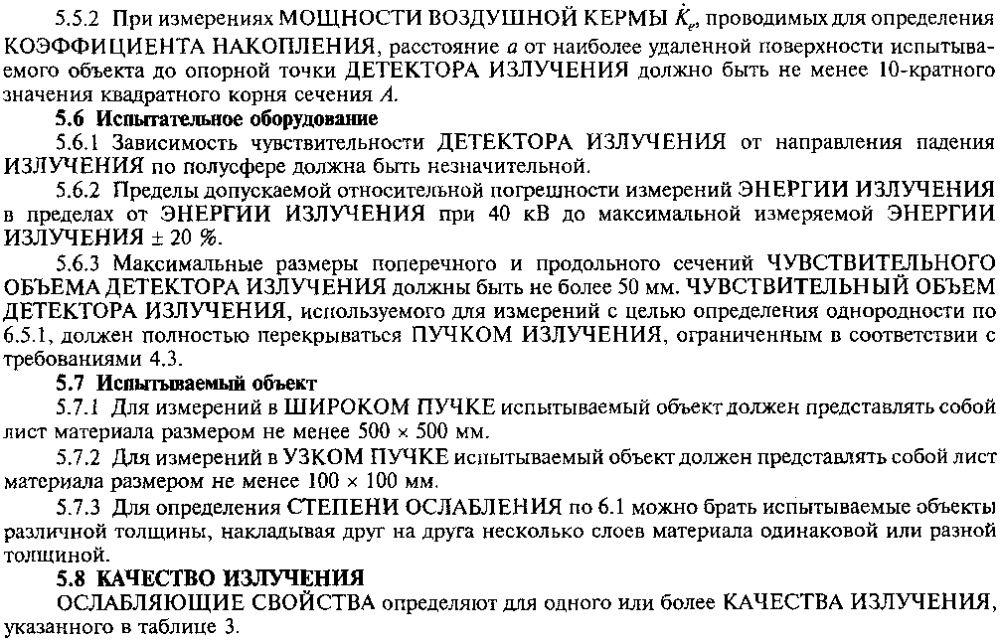 5.5.2 При измерениях МОЩНОСТИ ВОЗДУШНОЙ КЕРМЫ K̇c, проводимых для определения
КОЭФФИЦИЕНТА НАКОПЛЕНИЯ, расстояние a от наиболее удаленной поверхности испытыва-
емого объекта до опорной точки ДЕТЕКТОРА ИЗЛУЧЕНИЯ должно быть не менее 10-кратного
значения квадратного корня сечения A.
5.6 Испытательное оборудование
5.6.1 Зависимость чувствительности ДЕТЕКТОРА ИЗЛУЧЕНИЯ от направления падения
ИЗЛУЧЕНИЯ по полусфере должна быть незначительной.
5.6.2 Пределы допускаемой относительной погрешности измерений ЭНЕРГИИ ИЗЛУЧЕНИЯ
в пределах от ЭНЕРГИИ ИЗЛУЧЕНИЯ при 40 кВ до максимальной измеряемой ЭНЕРГИИ
ИЗЛУЧЕНИЯ ± 20 %.
5.6.3 Максимальные размеры поперечного и продольного сечений ЧУВСТВИТЕЛЬНОГО
ОБЪЕМА ДЕТЕКТОРА ИЗЛУЧЕНИЯ должны быть не более 50 мм. ЧУВСТВИТЕЛЬНЫЙ ОБЪЕМ
ДЕТЕКТОРА ИЗЛУЧЕНИЯ, используемого для измерений с целью определения однородности по
6.5.1, должен полностью перекрываться ПУЧКОМ ИЗЛУЧЕНИЯ, ограниченным в соответствии с
требованиями 4.3.
5.7 Испытываемый объект
5.7.1 Для измерений в ШИРОКОМ ПУЧКЕ испытываемый объект должен представлять собой
лист материала размером не менее 500 × 500 мм.
5.7.2 Для измерений в УЗКОМ ПУЧКЕ испытываемый объект должен представлять собой лист
материала размером не менее 100 × 100 мм.
5.7.3 Для определения СТЕПЕНИ ОСЛАБЛЕНИЯ по 6.1 можно брать испытываемые объекты
различной толщины, накладывая друг на друга несколько слоев материала одинаковой или разной
толщиной.
5.8 КАЧЕСТВО ИЗЛУЧЕНИЯ
ОСЛАБЛЯЮЩИЕ СВОЙСТВА определяют для одного или более КАЧЕСТВА ИЗЛУЧЕНИЯ,
указанного в таблице 3.